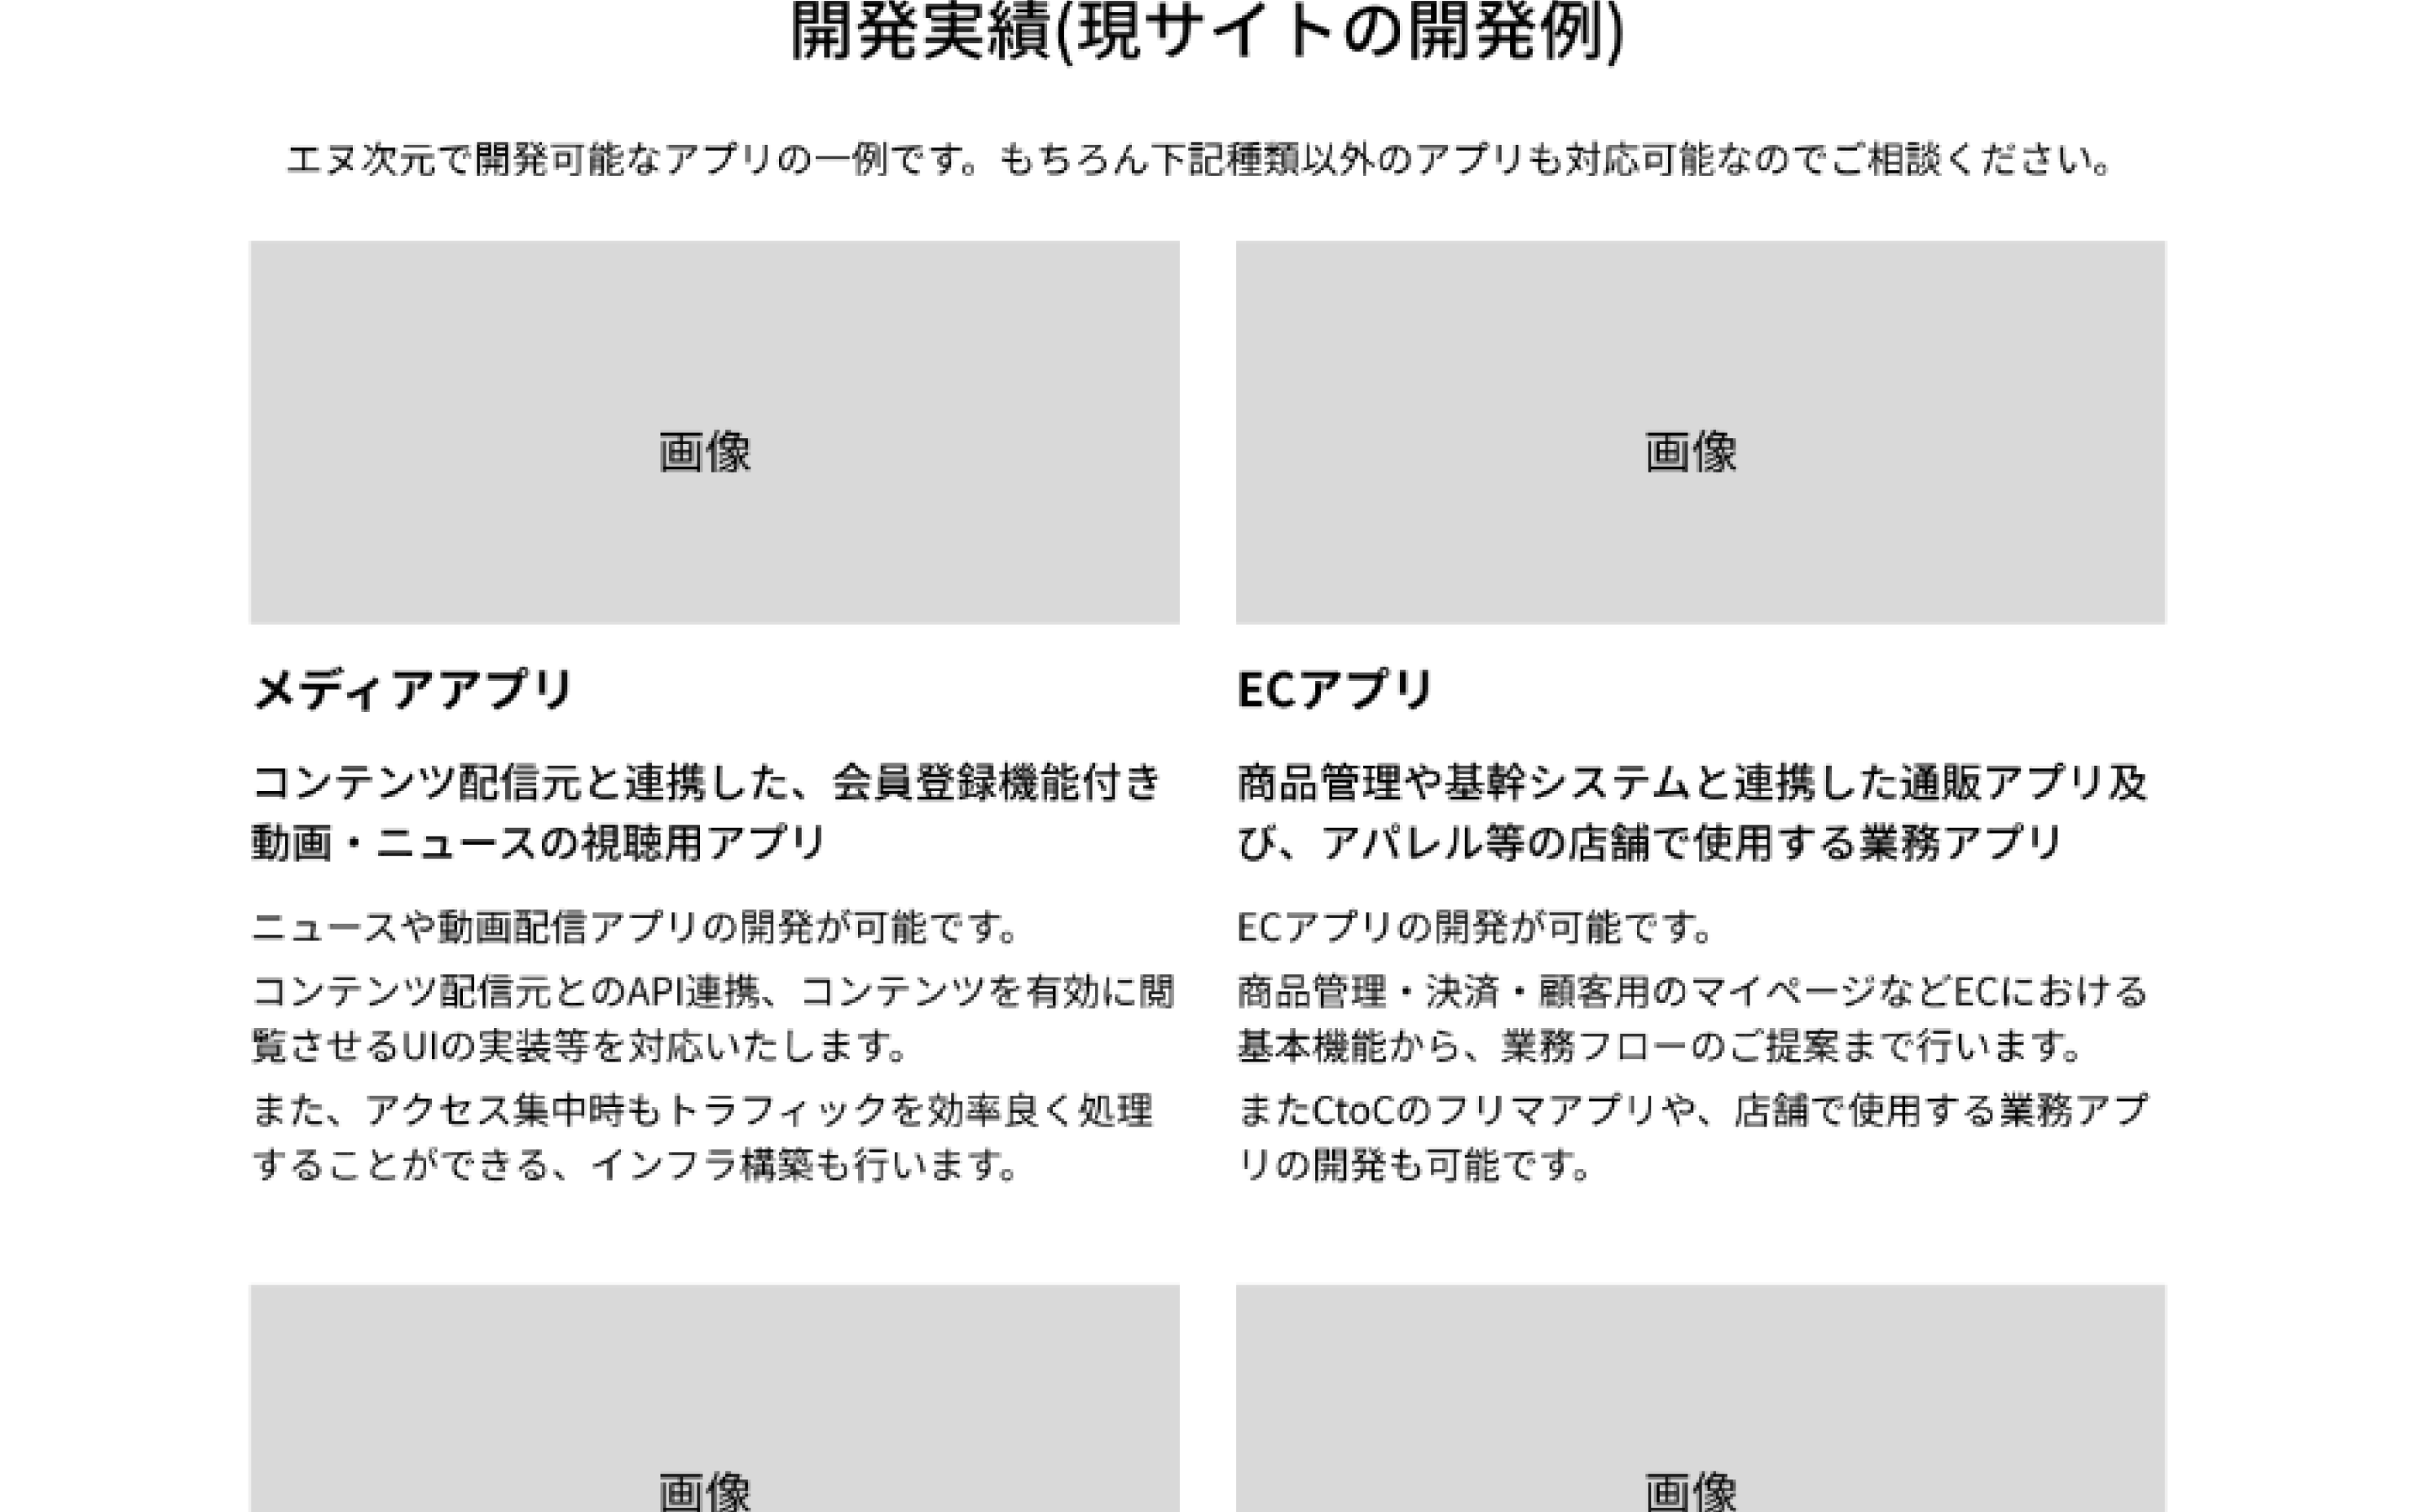 開発実績(現サイトの開発例)
エヌ次元で開発可能なアプリの一例です。もちろん下記種類以外のアプリも対応可能なのでご相談ください。
画像
画像
メディアアプリ
コンテンツ配信元と連携した、会員登録機能付き
動画・ニュースの視聴用アプリ
ニュースや動画配信アプリの開発が可能です。
コンテンツ配信元とのAPI連携、コンテンツを有効に閲
覧させるUIの実装等を対応いたします。
また、アクセス集中時もトラフィックを効率良く処理
することができる、インフラ構築も行います。
ECアプリ
商品管理や基幹システムと連携した通販アプリ及
び、アパレル等の店舗で使用する業務アプリ
ECアプリの開発が可能です。
商品管理・決済・顧客用のマイページなどECにおける
基本機能から、業務フローのご提案まで行います。
またCtoCのフリマアプリや、店舗で使用する業務アプ
リの開発も可能です。
画像
画像